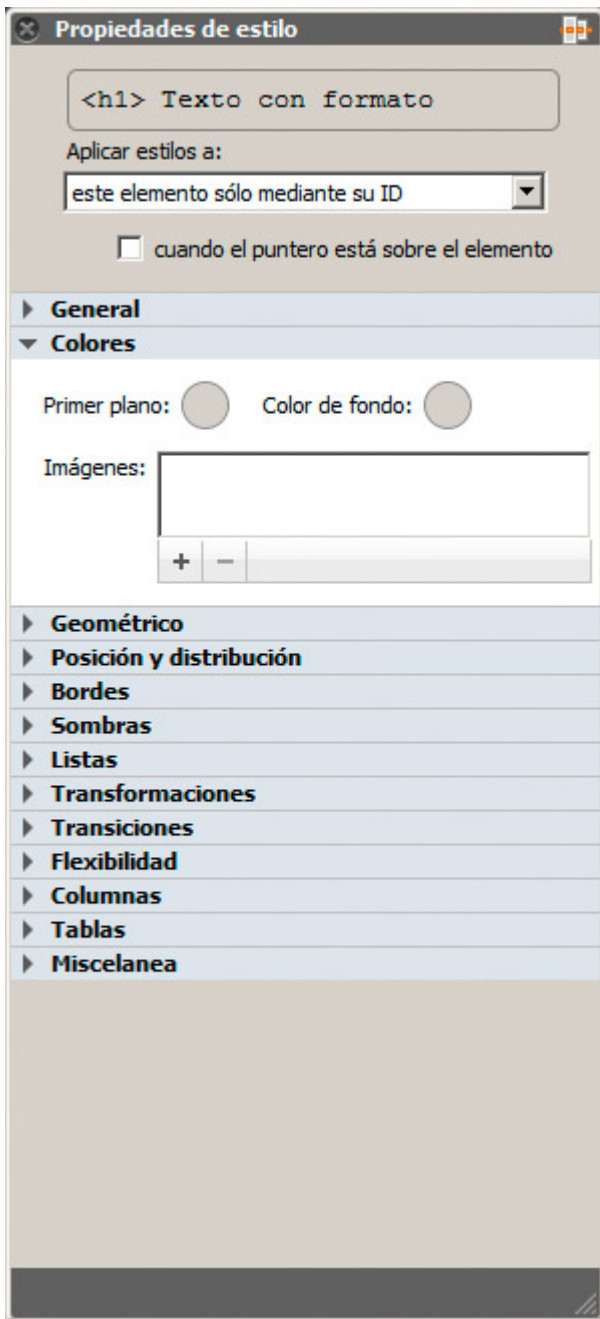 Propiedades de estilo
<h1> Texto con formato
Aplicar estilos a:
este elemento sólo mediante su ID
cuando el puntero está sobre el elemento
General
Colores
Primer plano: Color de fondo:
Imágenes:
Geométrico
Posición y distribución
Bordes
Sombras
Listas
Transformaciones
Transiciones
Flexibilidad
Columnas
Tablas
Miscelanea